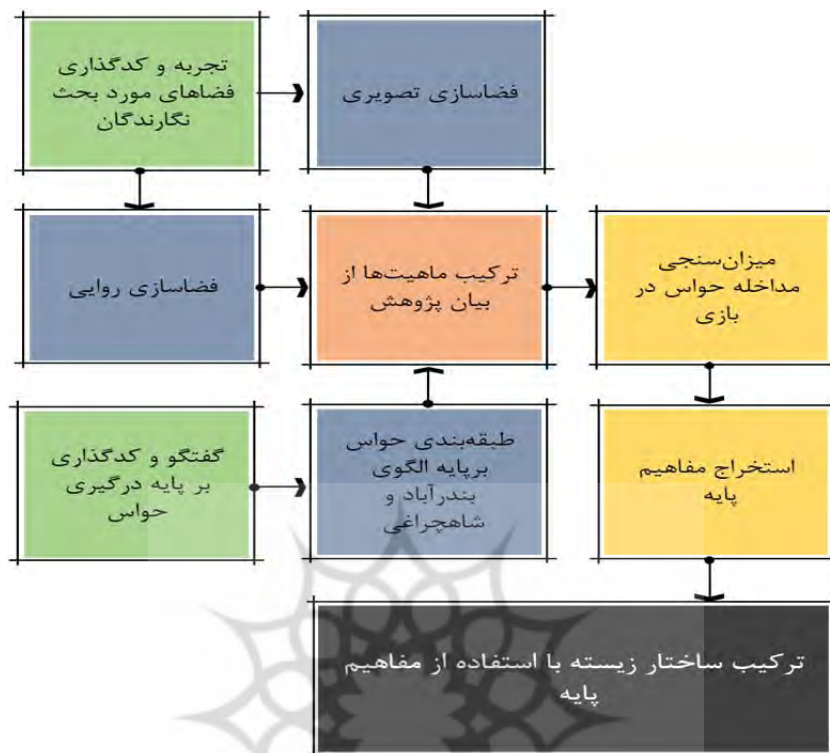 تجربه و کدگذاری
فضاهای مورد بحث
نگارندگان
فضاسازی تصویری
فضاسازی روایی
ترکیب ماهیت‌ها از
بیان پژوهش
میزان‌سنجی
مداخله حواس در
بازی
گفتگو و کدگذاری
بر پایه درگیری
حواس
طبقه‌بندی حواس
برپایه الگوی
بندرآباد و
شاهچراغی
استخراج مفاهیم
پایه
ترکیب ساختار زیسته با استفاده از مفاهیم
پایه